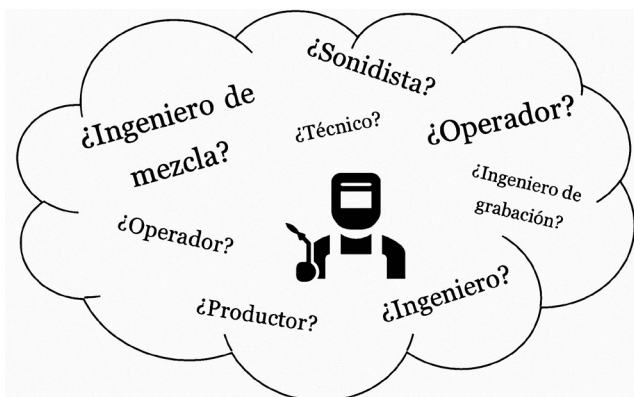 ¿Sonidista?
¿Ingeniero de
mezcla?
¿Técnico?
¿Operador?
¿Ingeniero de
grabación?
¿Operador?
¿Productor?
¿Ingeniero?